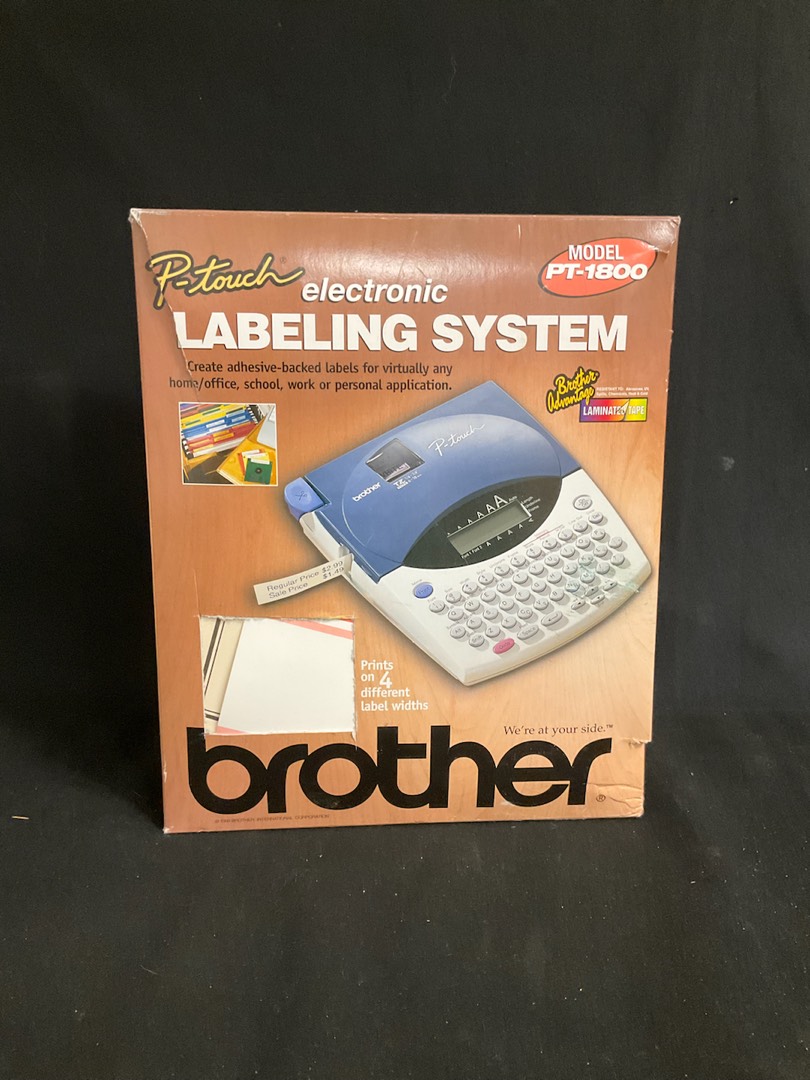 P-touch®
electronic
MODEL
PT-1800
LABELING SYSTEM
Create adhesive-backed labels for virtually any
home/office, school, work or personal application.
Brother
Advantage
LAMINATED TAPE
P-touch
brother
AAuto
Regular Price $2.99
Sale Price $1.49
Prints
on 4
different
label widths
We're at your side.™
brother®